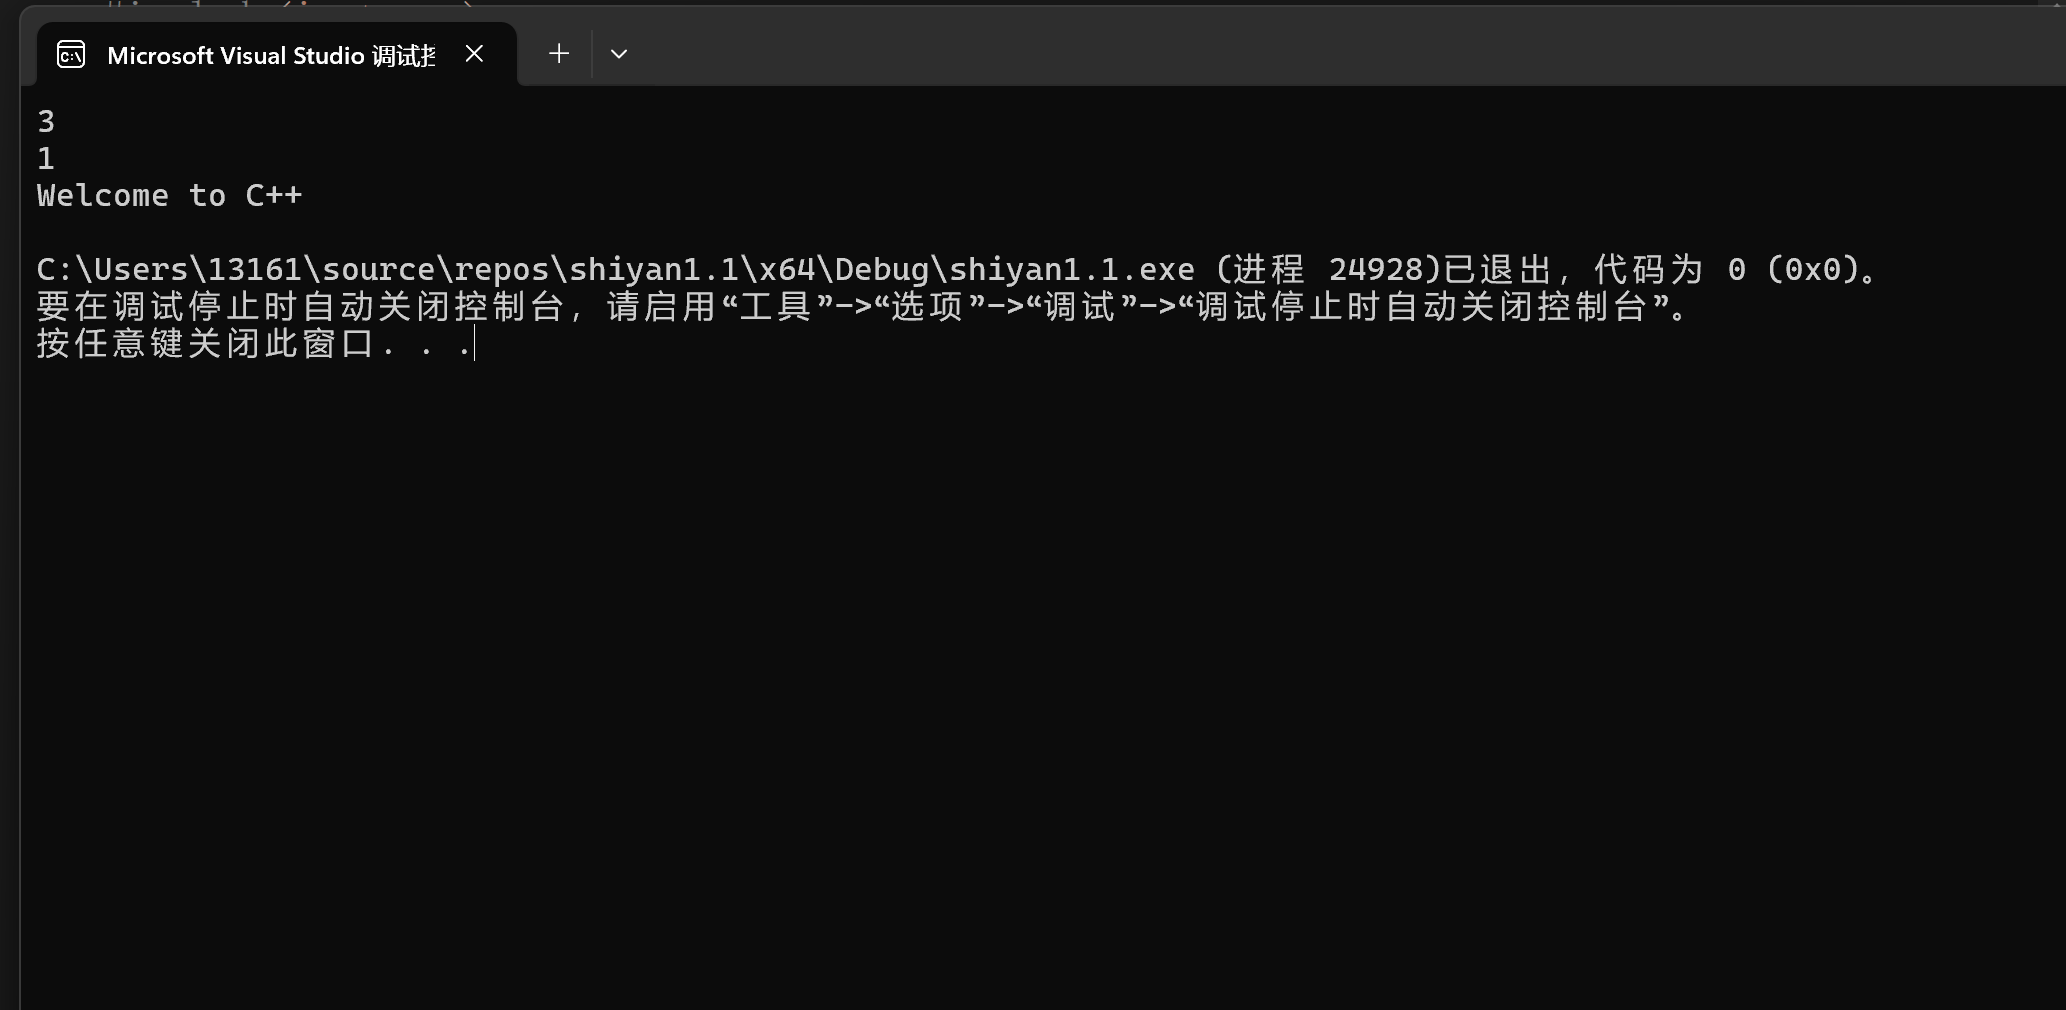 Microsoft Visual Studio 调试
3
1
Welcome to C++
C:\Users\13161\source\repos\shiyan1.1\x64\Debug\shiyan1.1.exe (进程 24928)已退出，代码为 0 (0x0)。
要在调试停止时自动关闭控制台，请启用“工具”->“选项”->“调试”->“调试停止时自动关闭控制台”。
按任意键关闭此窗口. . .